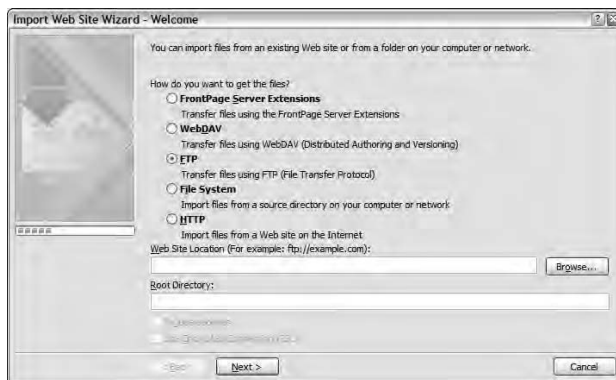 Import Web Site Wizard - Welcome
You can import files from an existing Web site or from a folder on your computer or network.
How do you want to get the files?
FrontPage Server Extensions
Transfer files using the FrontPage Server Extensions
WebDAV
Transfer files using WebDAV (Distributed Authoring and Versioning)
FTP
Transfer files using FTP (File Transfer Protocol)
File System
Import files from a source directory on your computer or network
HTTP
Import files from a Web site on the Internet
Web Site Location (For example: ftp://example.com):
Browse...
Root Directory:
Next >
Cancel